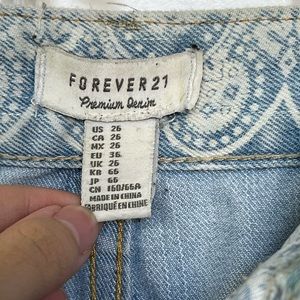 FOREVER 21
Premium Denim
US 26
CA 26
MX 26
EU 36
UK 26
KR 66
JP 66
CN 160/66A
MADE IN CHINA
FABRIQUÉ EN CHINE